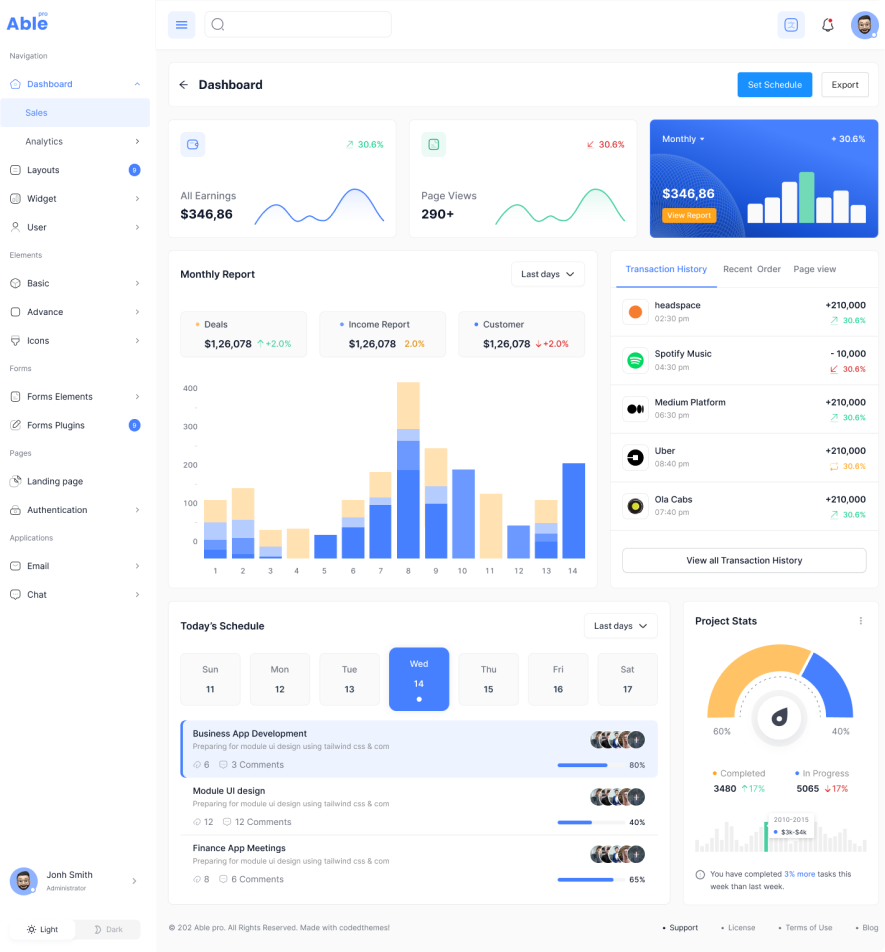 Able pro
Navigation
Dashboard
Sales
Analytics
Layouts 9
Widget
User
Elements
Basic
Advance
Icons
Forms
Forms Elements
Forms Plugins 9
Pages
Landing page
Authentication
Applications
Email
Chat
Jonh Smith
Administrator
Light Dark
Dashboard
Set Schedule Export
30.6%
All Earnings
$346,86
30.6%
Page Views
290+
Monthly + 30.6%
$346,86
View Report
Monthly Report Last days
Deals
$1,26,078 +2.0%
Income Report
$1,26,078 2.0%
Customer
$1,26,078 +2.0%
400
300
200
100
0
1 2 3 4 5 6 7 8 9 10 11 12 13 14
Transaction History Recent Order Page view
headspace +210,000
02:30 pm 30.6%
Spotify Music - 10,000
04:30 pm 30.6%
Medium Platform +210,000
06:30 pm 30.6%
Uber +210,000
08:40 pm 30.6%
Ola Cabs +210,000
07:40 pm 30.6%
View all Transaction History
Today's Schedule Last days
Sun Mon Tue Wed Thu Fri Sat
11 12 13 14 15 16 17
Business App Development
Preparing for module ui design using tailwind css & com
6 3 Comments 80%
Module UI design
Preparing for module ui design using tailwind css & com
12 12 Comments 40%
Finance App Meetings
Preparing for module ui design using tailwind css & com
8 6 Comments 65%
Project Stats
60% 40%
Completed In Progress
3480 17% 5065 17%
2010-2015
$3k-$4k
You have completed 3% more tasks this
week than last week.
© 202 Able pro. All Rights Reserved. Made with codedthemes!
Support License Terms of Use Blog